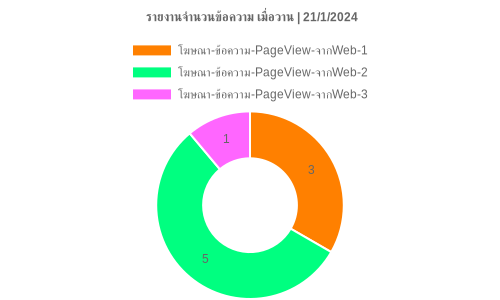 รายงานจำนวนข้อความ เมื่อวาน | 21/1/2024
โฆษณา-ข้อความ-PageView-จากWeb-1
โฆษณา-ข้อความ-PageView-จากWeb-2
โฆษณา-ข้อความ-PageView-จากWeb-3
1
3
5